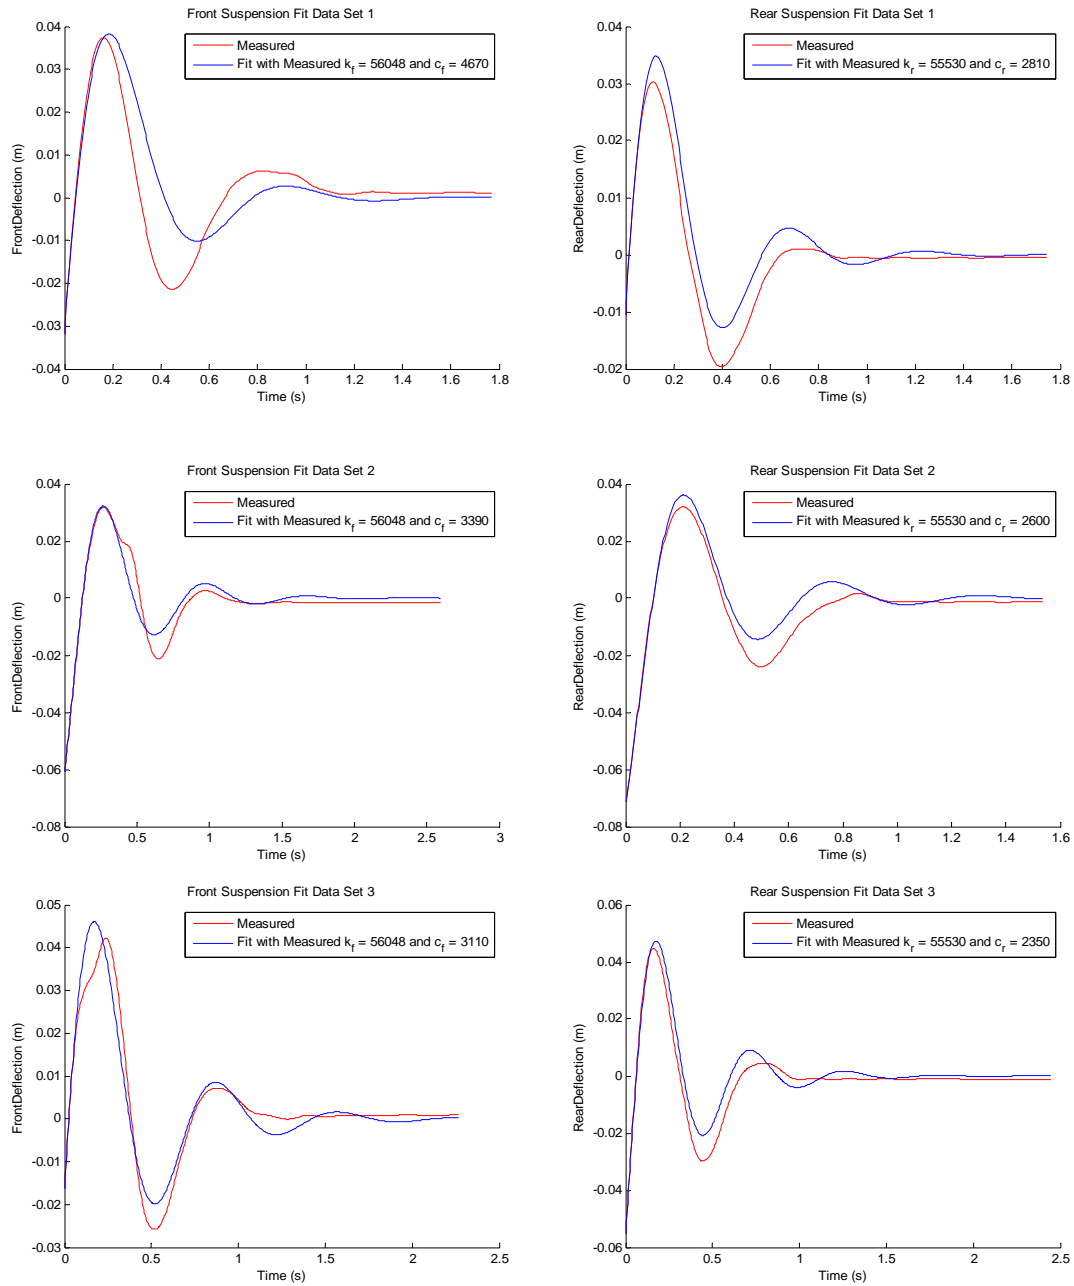 Front Suspension Fit Data Set 1
Measured
Fit with Measured k_f = 56048 and c_f = 4670
0.04
0.03
0.02
0.01
0
-0.01
-0.02
-0.03
-0.04
FrontDeflection (m)
0 0.2 0.4 0.6 0.8 1 1.2 1.4 1.6 1.8
Time (s)
Rear Suspension Fit Data Set 1
Measured
Fit with Measured k_r = 55530 and c_r = 2810
0.04
0.03
0.02
0.01
0
-0.01
-0.02
RearDeflection (m)
0 0.2 0.4 0.6 0.8 1 1.2 1.4 1.6 1.8
Time (s)
Front Suspension Fit Data Set 2
Measured
Fit with Measured k_f = 56048 and c_f = 3390
0.04
0.02
0
-0.02
-0.04
-0.06
-0.08
FrontDeflection (m)
0 0.5 1 1.5 2 2.5 3
Time (s)
Rear Suspension Fit Data Set 2
Measured
Fit with Measured k_r = 55530 and c_r = 2600
0.04
0.02
0
-0.02
-0.04
-0.06
-0.08
RearDeflection (m)
0 0.2 0.4 0.6 0.8 1 1.2 1.4 1.6
Time (s)
Front Suspension Fit Data Set 3
Measured
Fit with Measured k_f = 56048 and c_f = 3110
0.05
0.04
0.03
0.02
0.01
0
-0.01
-0.02
-0.03
FrontDeflection (m)
0 0.5 1 1.5 2 2.5
Time (s)
Rear Suspension Fit Data Set 3
Measured
Fit with Measured k_r = 55530 and c_r = 2350
0.06
0.04
0.02
0
-0.02
-0.04
-0.06
RearDeflection (m)
0 0.5 1 1.5 2 2.5
Time (s)